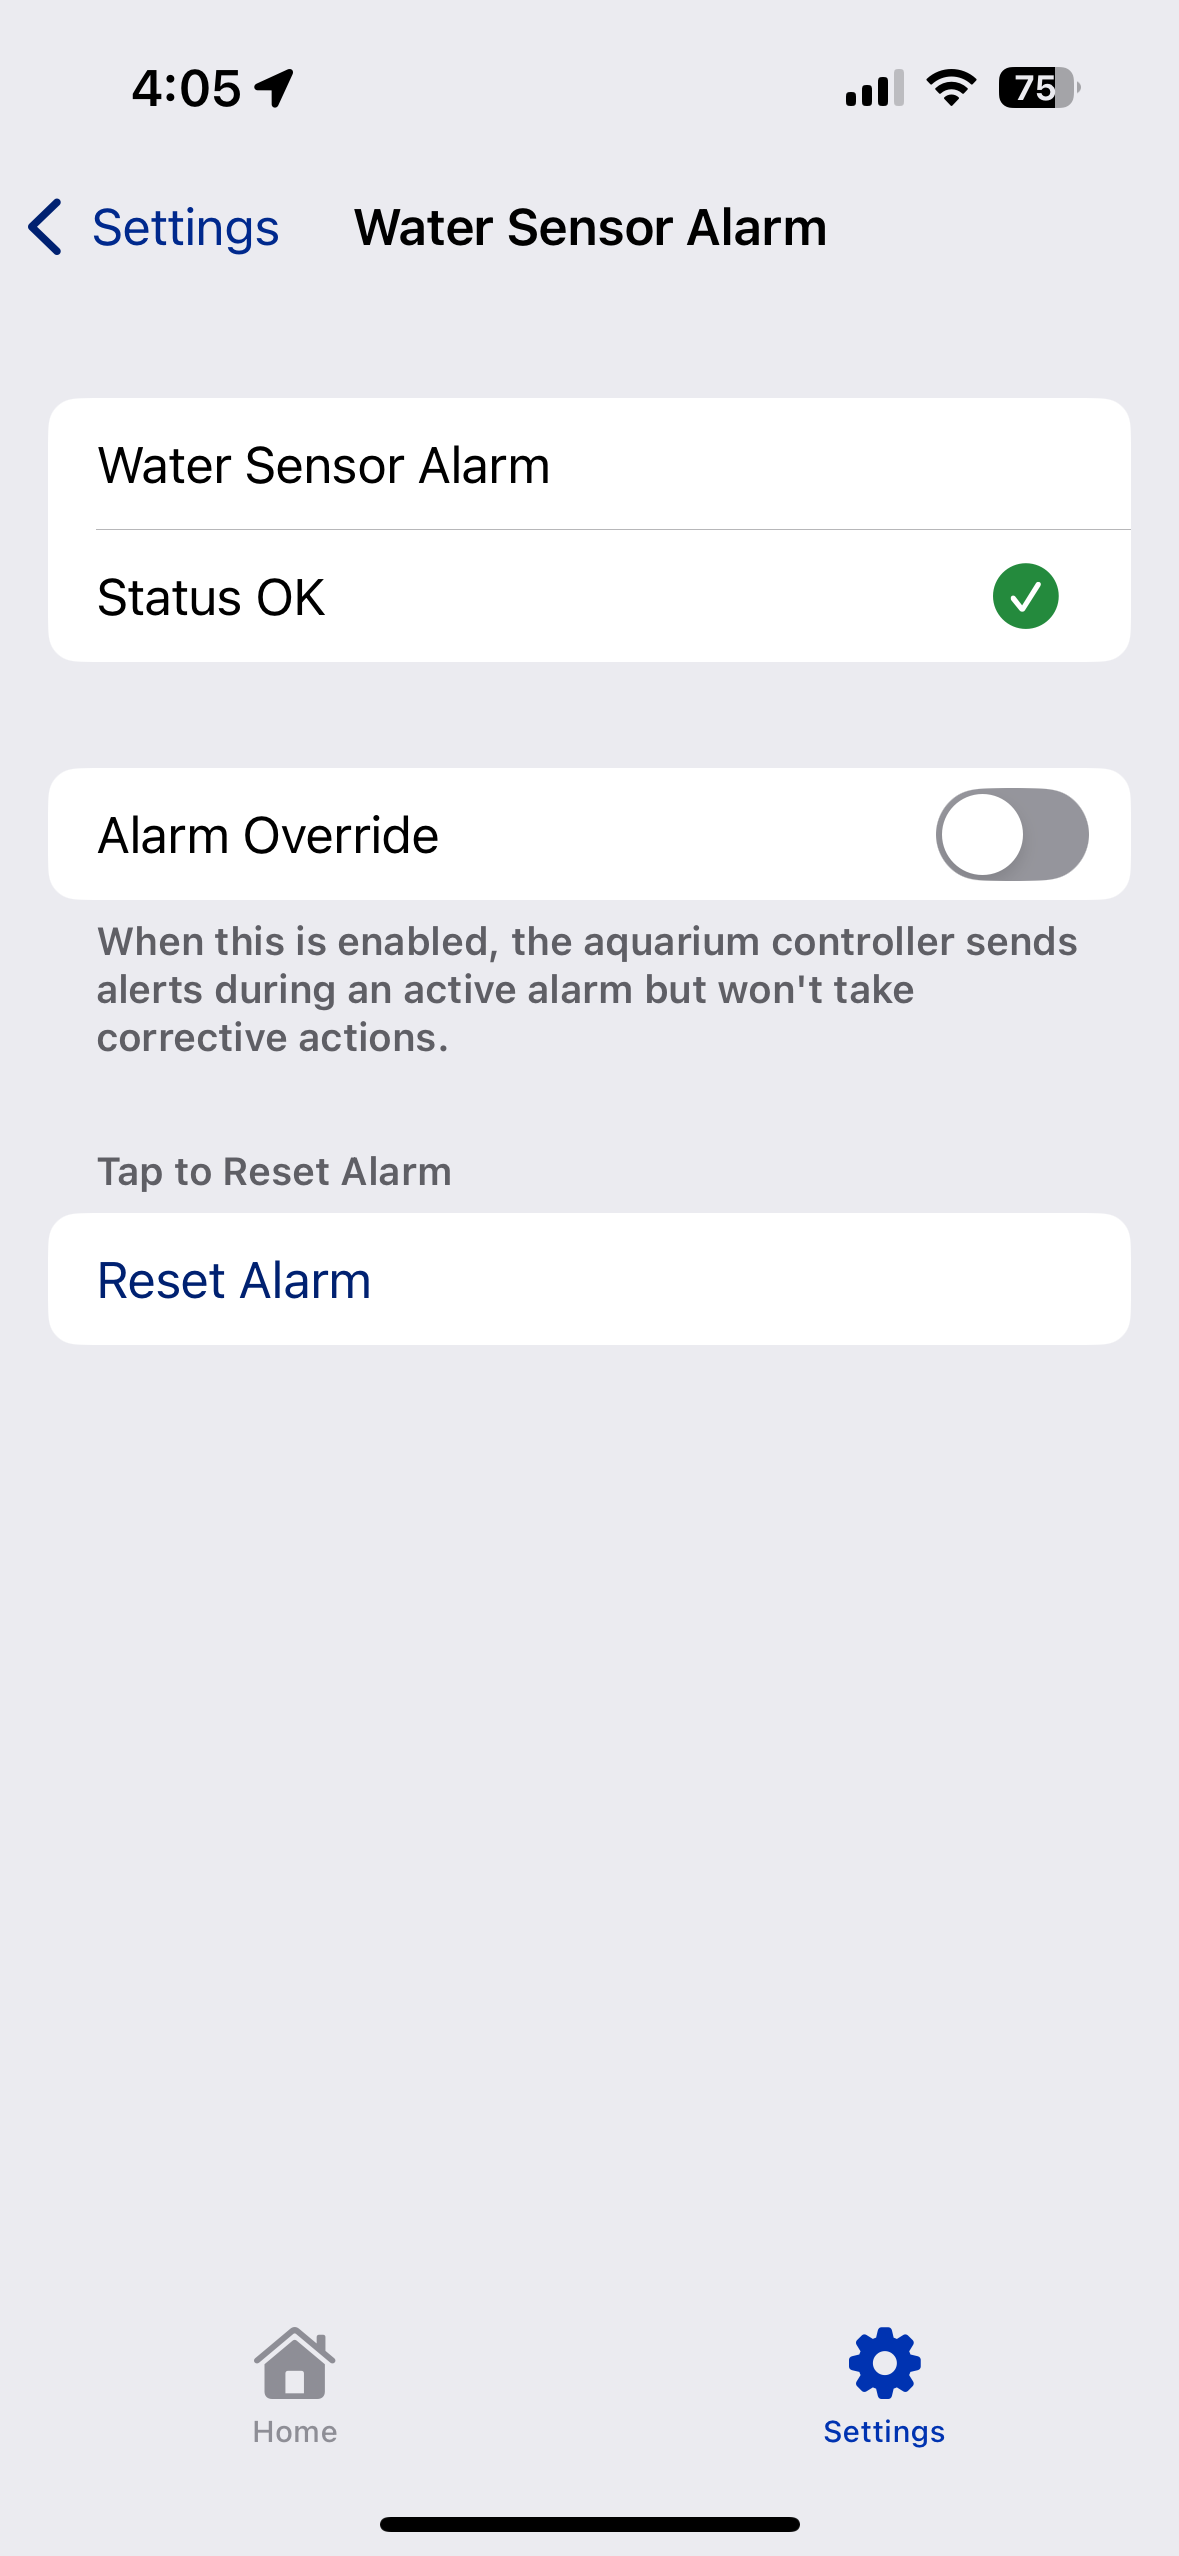 4:05
75
Settings
Water Sensor Alarm
Water Sensor Alarm
Status OK
Alarm Override
When this is enabled, the aquarium controller sends
alerts during an active alarm but won't take
corrective actions.
Tap to Reset Alarm
Reset Alarm
Home
Settings